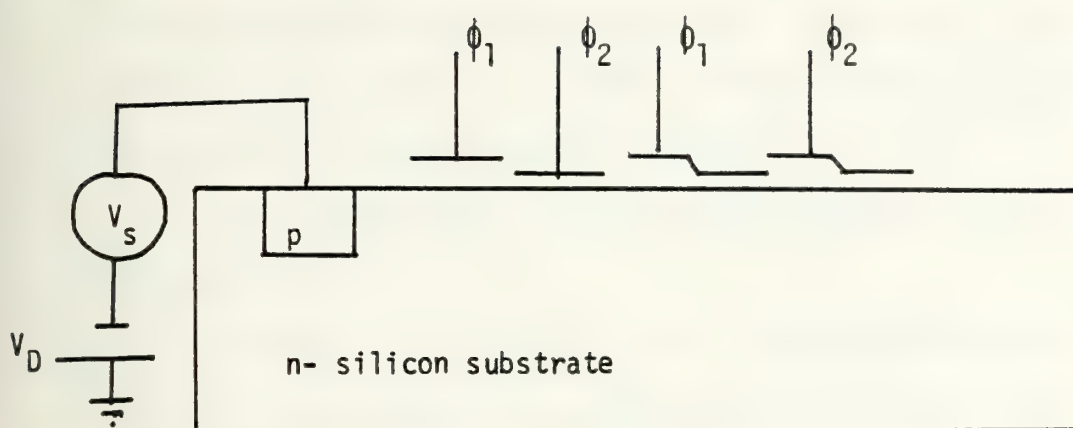 ϕ1 ϕ2 ϕ1 ϕ2
Vs
p
VD
n- silicon substrate